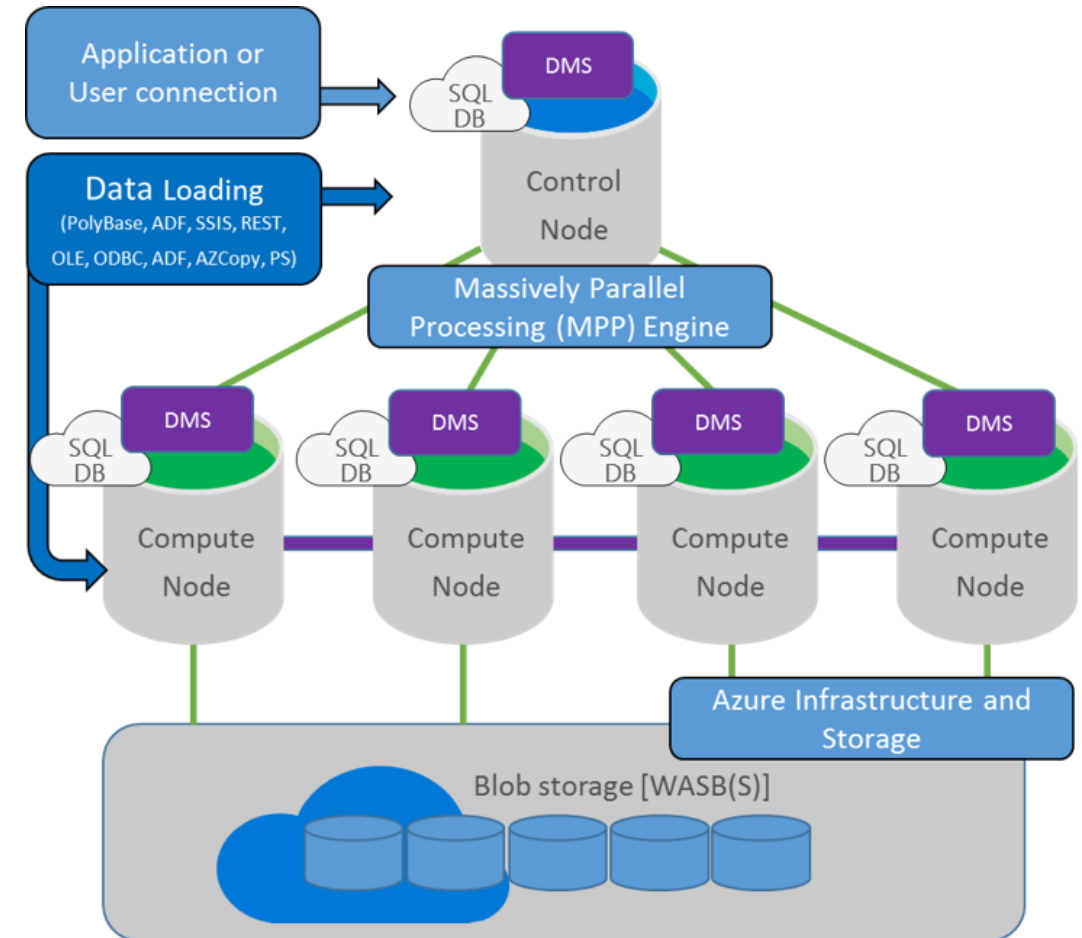 Application or
User connection
DMS
SQL
DB
Control
Node
Data Loading
(PolyBase, ADF, SSIS, REST,
OLE, ODBC, ADF, AZCopy, PS)
Massively Parallel
Processing (MPP) Engine
DMS
SQL
DB
Compute
Node
DMS
SQL
DB
Compute
Node
DMS
SQL
DB
Compute
Node
DMS
SQL
DB
Compute
Node
Azure Infrastructure and
Storage
Blob storage [WASB(S)]